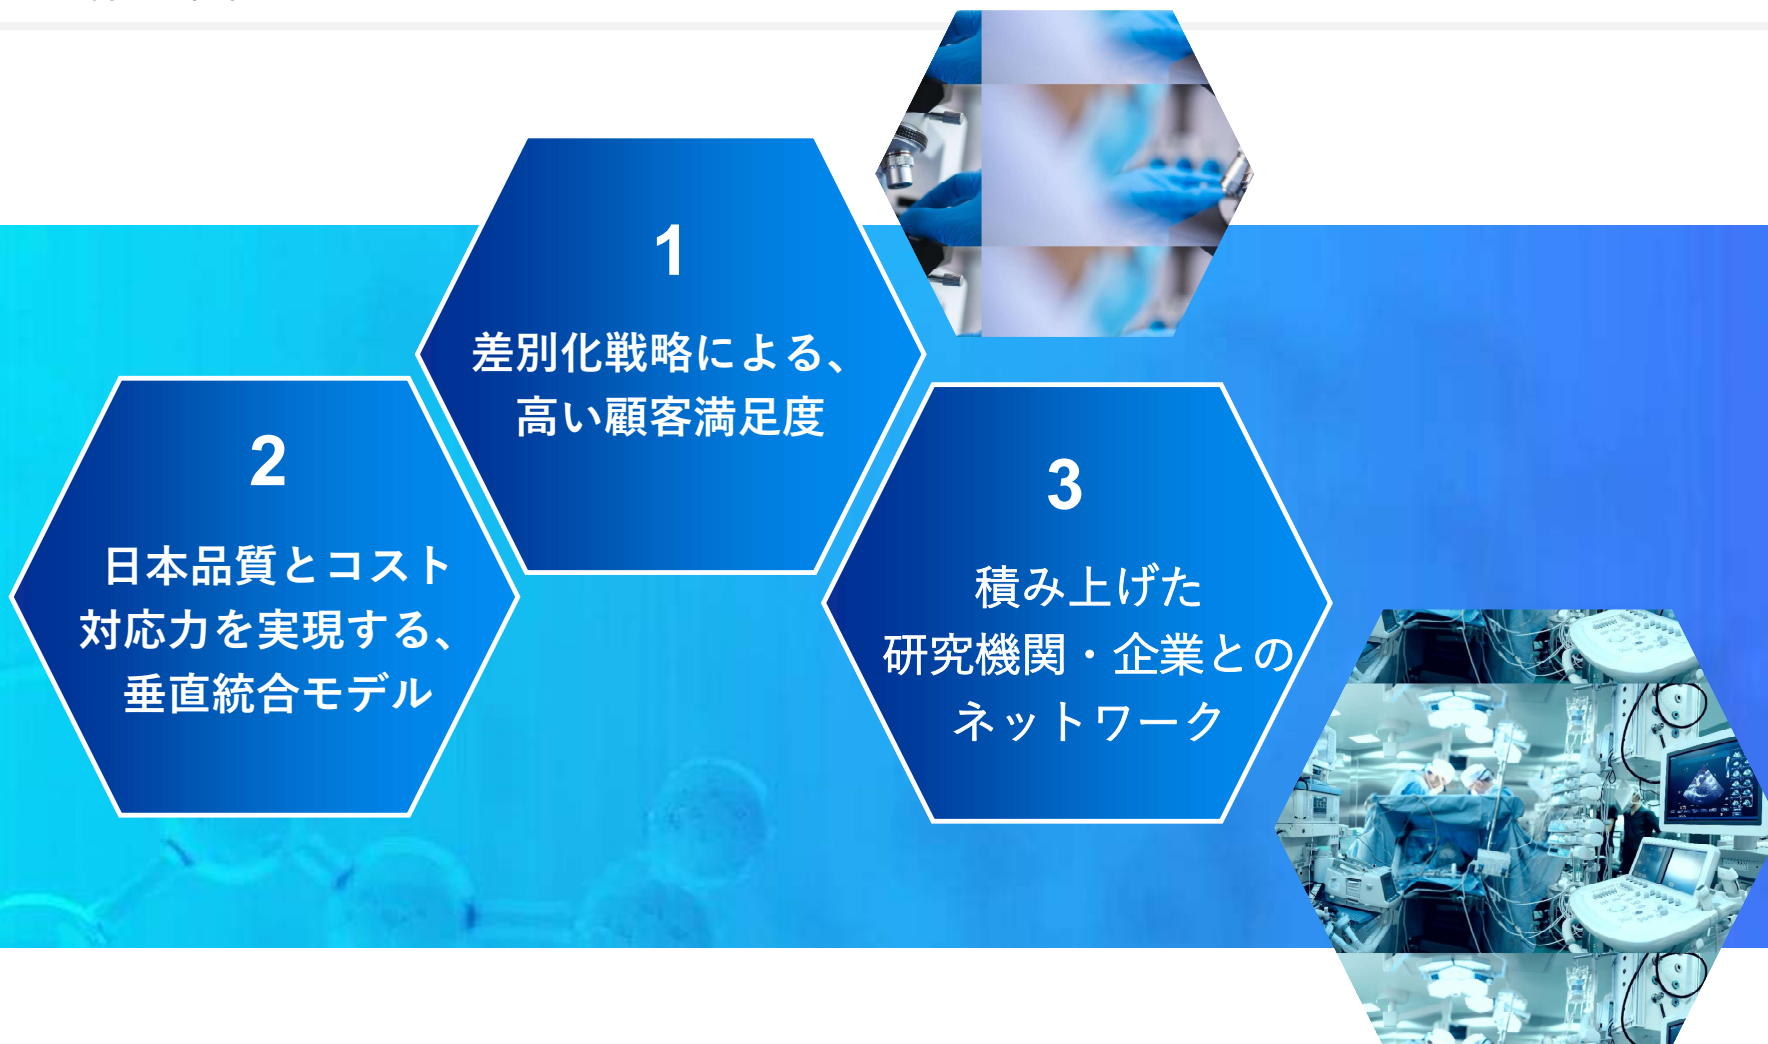 1
差別化戦略による、
高い顧客満足度
2
日本品質とコスト
対応力を実現する、
垂直統合モデル
3
積み上げた
研究機関・企業との
ネットワーク